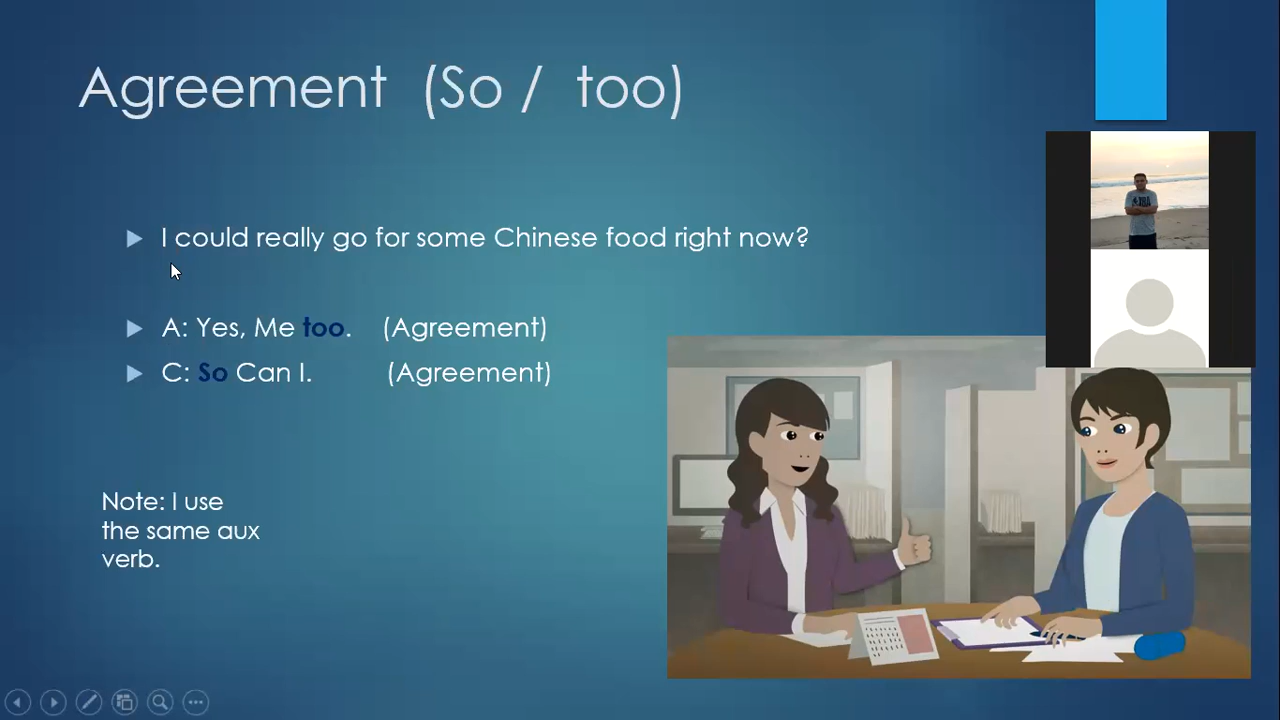 Agreement (So / too)
I could really go for some Chinese food right now?
A: Yes, Me too. (Agreement)
C: So Can I. (Agreement)
Note: I use
the same aux
verb.